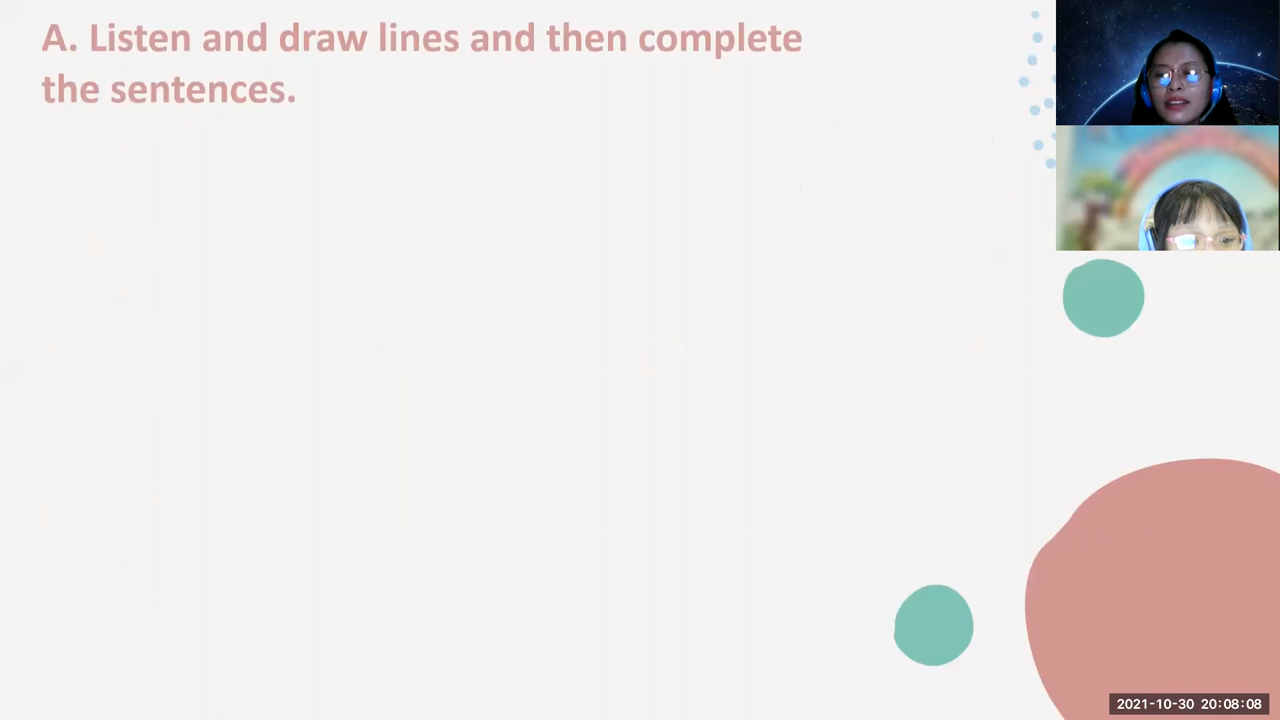 A. Listen and draw lines and then complete
the sentences.
2021-10-30 20:08:08